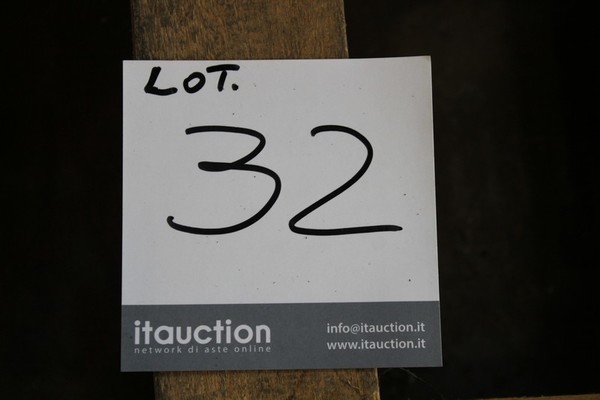 LOT.
32
itauction
network di aste online
info@itauction.it
www.itauction.it